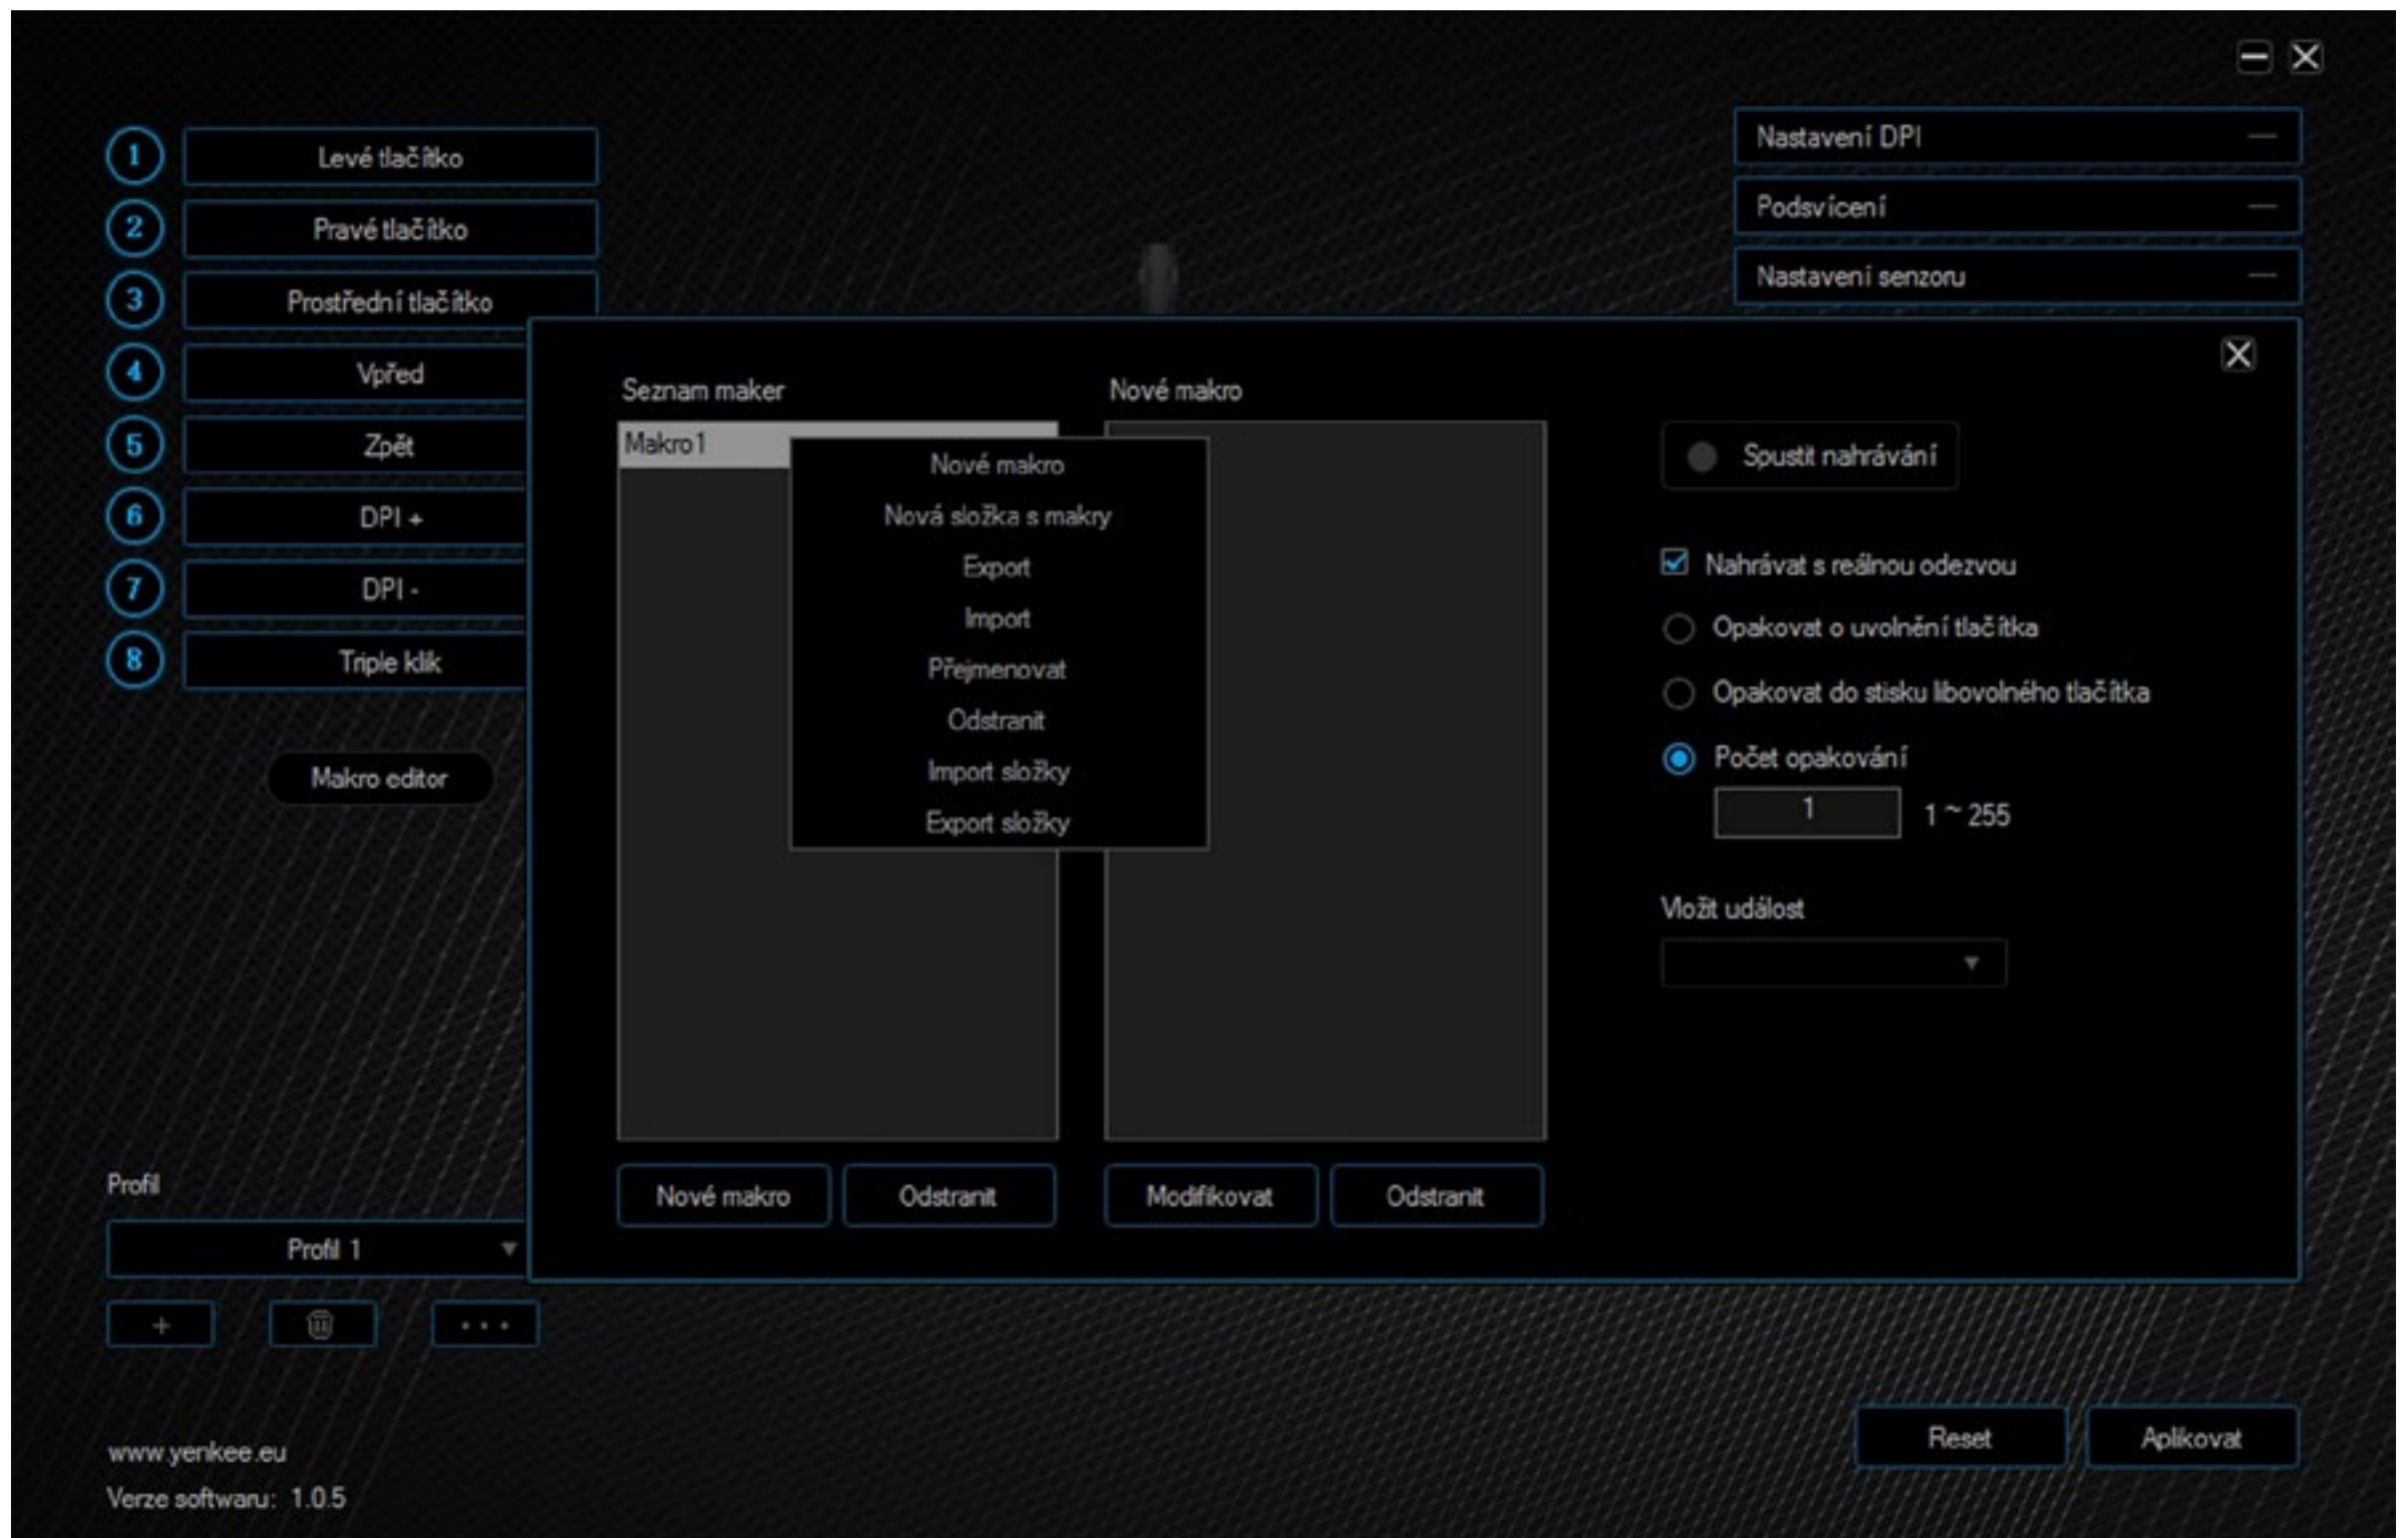 1 Levé tlačítko
2 Pravé tlačítko
3 Prostřední tlačítko
4 Vpřed
5 Zpět
6 DPI +
7 DPI -
8 Triple klik
Makro editor
Nastavení DPI
Podsvícení
Nastavení senzoru
Seznam maker
Makro1
Nové makro
Nové makro
Nová složka s makry
Export
Import
Přejmenovat
Odstranit
Import složky
Export složky
Spustit nahrávání
Nahrávat s reálnou odezvou
Opakovat o uvolnění tlačítka
Opakovat do stisku libovolného tlačítka
Počet opakování
1 1 ~ 255
Vložit událost
Nové makro Odstranit Modifikovat Odstranit
Profil
Profil 1
+ ...
Reset Aplikovat
www.yenkee.eu
Verze softwaru: 1.0.5